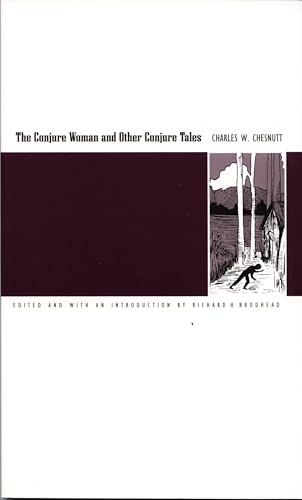 The Conjure Woman and Other Conjure Tales CHARLES W. CHESNUTT
EDITED AND WITH AN INTRODUCTION BY RICHARD H. BRODHEAD